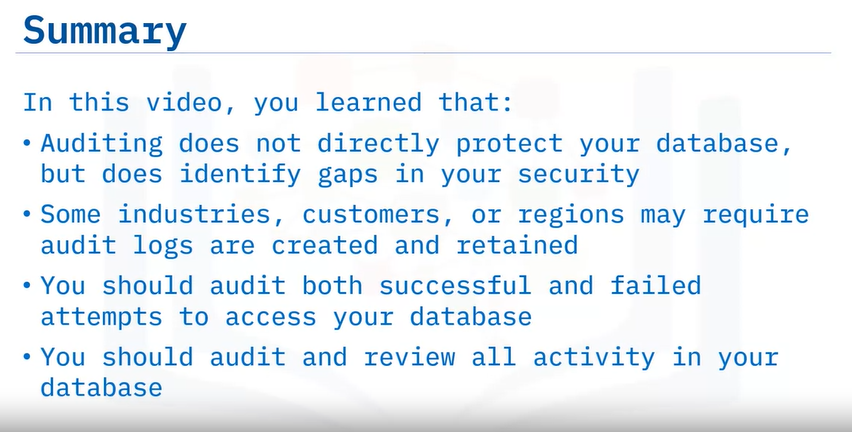 Summary
In this video, you learned that:
• Auditing does not directly protect your database,
but does identify gaps in your security
• Some industries, customers, or regions may require
audit logs are created and retained
• You should audit both successful and failed
attempts to access your database
• You should audit and review all activity in your
database